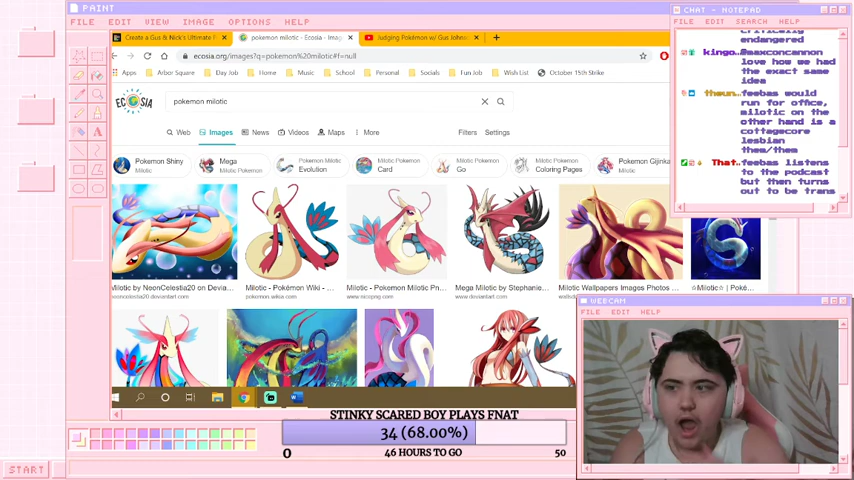 PAINT
FILE EDIT VIEW IMAGE OPTIONS HELP
Create a Gus & Nick's Ultimate
pokemon milotic - Ecosia - Imag
Judging Pokémon w/ Gus Johns
ecosia.org/images?q=pokemon%20milotic#f=null
Apps Arbor Square Day Home Music School Socials Fun Job Wish List October 15th Strike
ECOSIA
pokemon milotic
Web Images News Videos Maps More Filters Settings
Pokemon Shiny Milotic
Mega Milotic
Pokemon Milotic Evolution
Pokemon Milotic Card
Pokemon Milotic Go
Pokemon Milotic Coloring Pages
Pokemon Gijinka Milotic
Milotic by NeonCelestia20 on Devia...
neoncelestia20.deviantart.com
Milotic - Pokémon Wiki - ...
pokemon.wikia.com
Milotic - Pokemon Milotic Pn...
www.nicepng.com
Mega Milotic by Stephanie...
www.deviantart.com
Milotic Wallpapers Images Photos ...
☆Milotic☆ | Poké...
CHAT - NOTEPAD
FILE EDIT SEARCH HELP
critically
endangered
kingo.. @maxconcannon
love how we had
the exact same
idea
thwun.. feebas would
run for office,
milotic on the
other hand is a
cottagecore
lesbian
them/them
That.. feebas listens
to the podcast
but then turns
out to be trans
WEBCAM
FILE EDIT HELP
STINKY SCARED BOY PLAYS FNAT
34 (68.00%)
0 46 HOURS TO GO 50
START